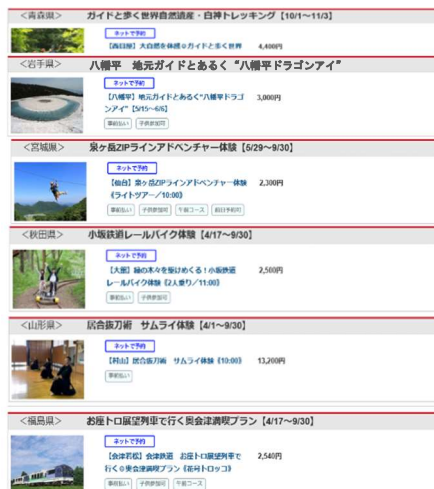 <青森県> ガイドと歩く世界自然遺産・白神トレッキング【10/1～11/3】
ネットで予約
【西目屋】大自然を体感◎ガイドと歩く世界 4,400円
<岩手県> 八幡平 地元ガイドとあるく “八幡平ドラゴンアイ”
ネットで予約
【八幡平】地元ガイドとあるく“八幡平ドラゴ 3,000円
ンアイ”【5/15～6/6】
事前払い 子供参加可
<宮城県> 泉ヶ岳ZIPラインアドベンチャー体験【5/29～9/30】
ネットで予約
【仙台】泉ヶ岳ZIPラインアドベンチャー体験 2,300円
《ライトツアー／10:00》
事前払い 子供参加可 午前コース 前日予約可
<秋田県> 小坂鉄道レールバイク体験【4/17～9/30】
ネットで予約
【大館】緑の木々を駆けめぐる！小坂鉄道 2,500円
レールバイク体験《2人乗り／11:00》
事前払い 子供参加可
<山形県> 居合抜刀術 サムライ体験【4/1～9/30】
ネットで予約
【村山】居合抜刀術 サムライ体験《10:00》 13,200円
事前払い
<福島県> お座トロ展望列車で行く奥会津満喫プラン【4/17～9/30】
ネットで予約
【会津若松】会津鉄道 お座トロ展望列車で 2,540円
行く◎奥会津満喫プラン《花号トロッコ》
事前払い 子供参加可 午前コース